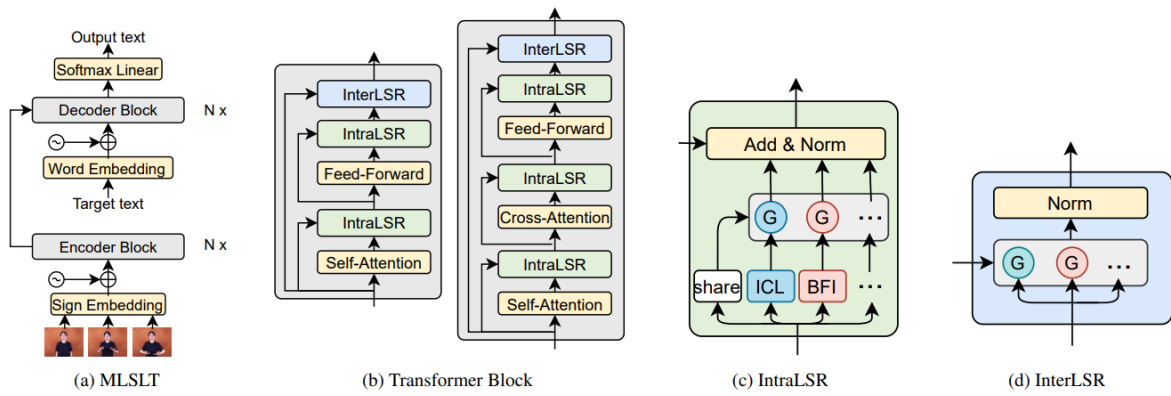 Output text
Softmax Linear
Decoder Block
N x
~
Word Embedding
Target text
Encoder Block
N x
~
Sign Embedding
(a) MLSLT
InterLSR
IntraLSR
Feed-Forward
IntraLSR
Self-Attention
InterLSR
IntraLSR
Feed-Forward
IntraLSR
Cross-Attention
IntraLSR
Self-Attention
(b) Transformer Block
Add & Norm
G G ...
share ICL BFI ...
(c) IntraLSR
Norm
G G ...
(d) InterLSR